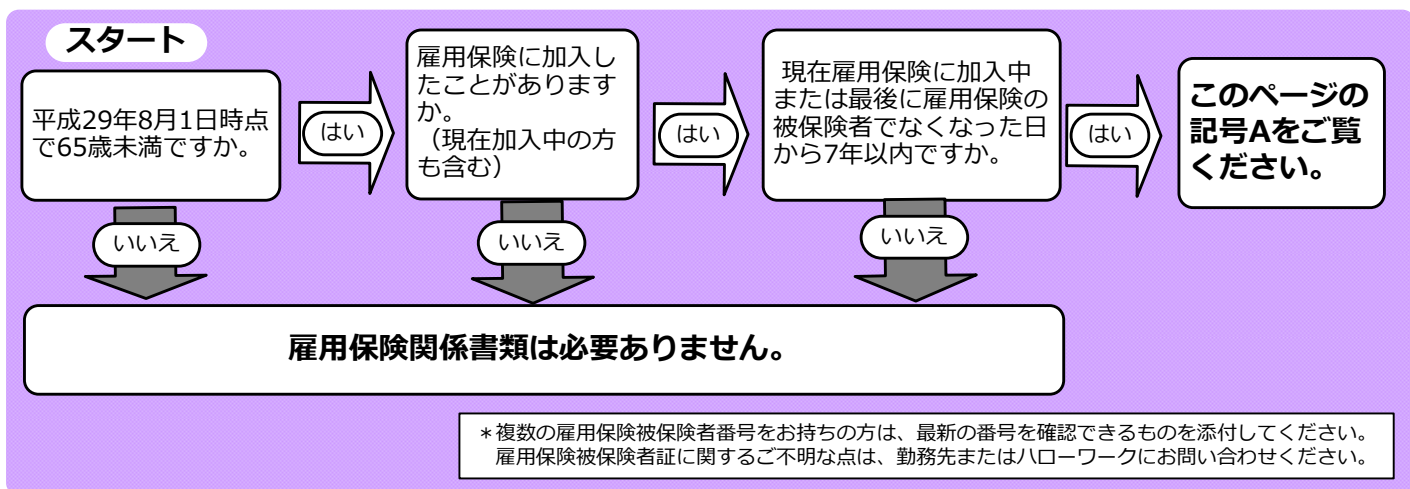 スタート
平成29年8月1日時点
で65歳未満ですか。
はい
いいえ
雇用保険に加入し
たことがあります
か。
（現在加入中の方
も含む）
はい
いいえ
現在雇用保険に加入中
または最後に雇用保険の
被保険者でなくなった日
から7年以内ですか。
はい
いいえ
このページの
記号Aをご覧
ください。
雇用保険関係書類は必要ありません。
＊複数の雇用保険被保険者番号をお持ちの方は、最新の番号を確認できるものを添付してください。
雇用保険被保険者証に関するご不明な点は、勤務先またはハローワークにお問い合わせください。